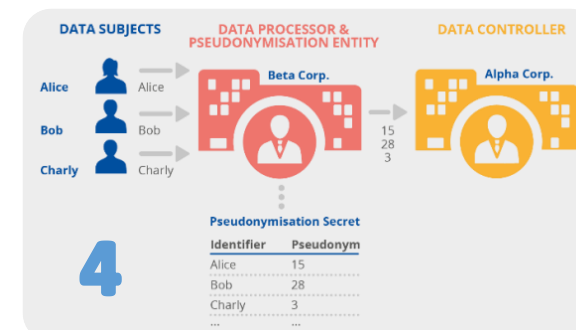 DATA SUBJECTS
DATA PROCESSOR &
PSEUDONYMISATION ENTITY
DATA CONTROLLER
Alice
Alice
Beta Corp.
Alpha Corp.
Bob
Bob
Charly
Charly
15
28
3
Pseudonymisation Secret
Identifier Pseudonym
Alice 15
Bob 28
Charly 3
... ...
4